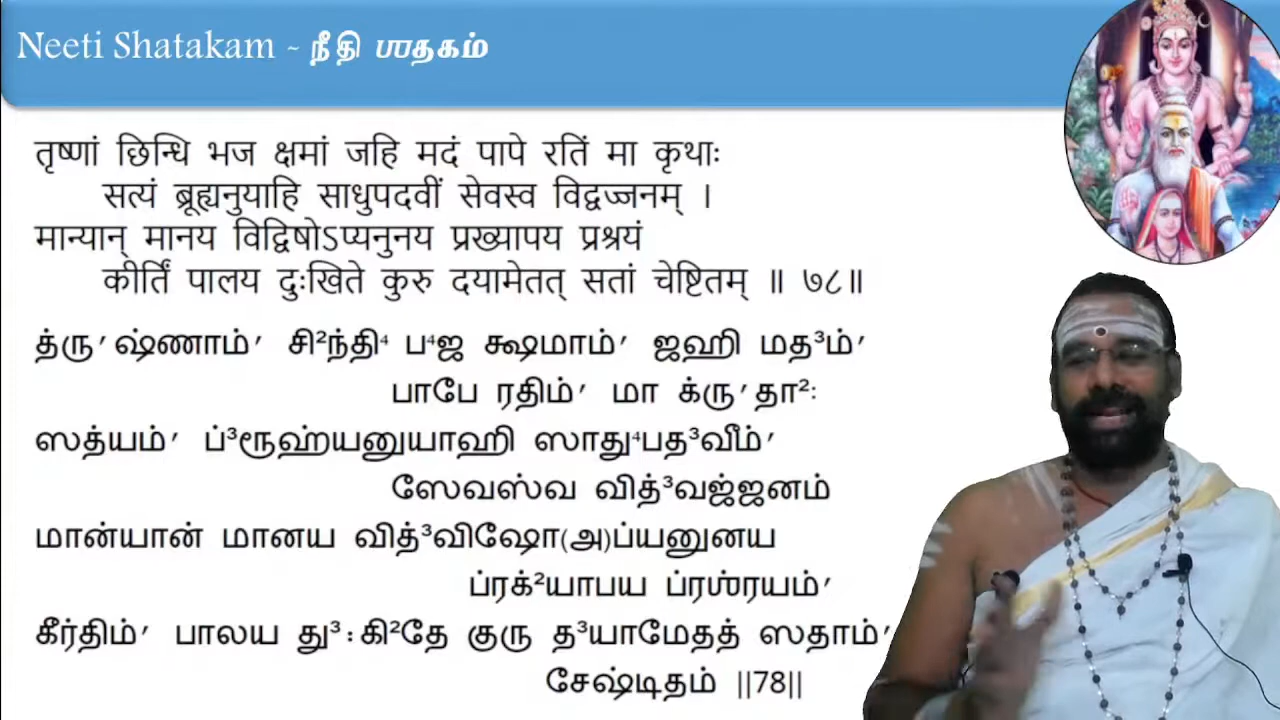 Neeti Shatakam - நீதி ஶதகம்
तृष्णां छिन्धि भज क्षमां जहि मदं पापे रतिं मा कृथाः
सत्यं ब्रूह्यनुयाहि साधुपदवीं सेवस्व विद्वज्जनम् ।
मान्यान् मानय विद्विषोऽप्यनुनय प्रख्यापय प्रश्रयं
कीर्तिं पालय दुःखिते कुरु दयामेतत् सतां चेष्टितम् ॥ ७८॥
த்ரு’ஷ்ணாம்’ சி²ந்தி⁴ ப⁴ஜ க்ஷமாம்’ ஜஹி மத³ம்’
பாபே ரதிம்’ மா க்ரு’தா²:
ஸத்யம்’ ப்³ரூஹ்யனுயாஹி ஸாது⁴பத³வீம்’
ஸேவஸ்வ வித்³வஜ்ஜனம்
மான்யான் மானய வித்³விஷோ(அ)ப்யனுனய
ப்ரக்²யாபய ப்ரஶ்ரயம்’
கீர்திம்’ பாலய து³:கி²தே குரு த³யாமேதத் ஸதாம்’
சேஷ்டிதம் ||78||